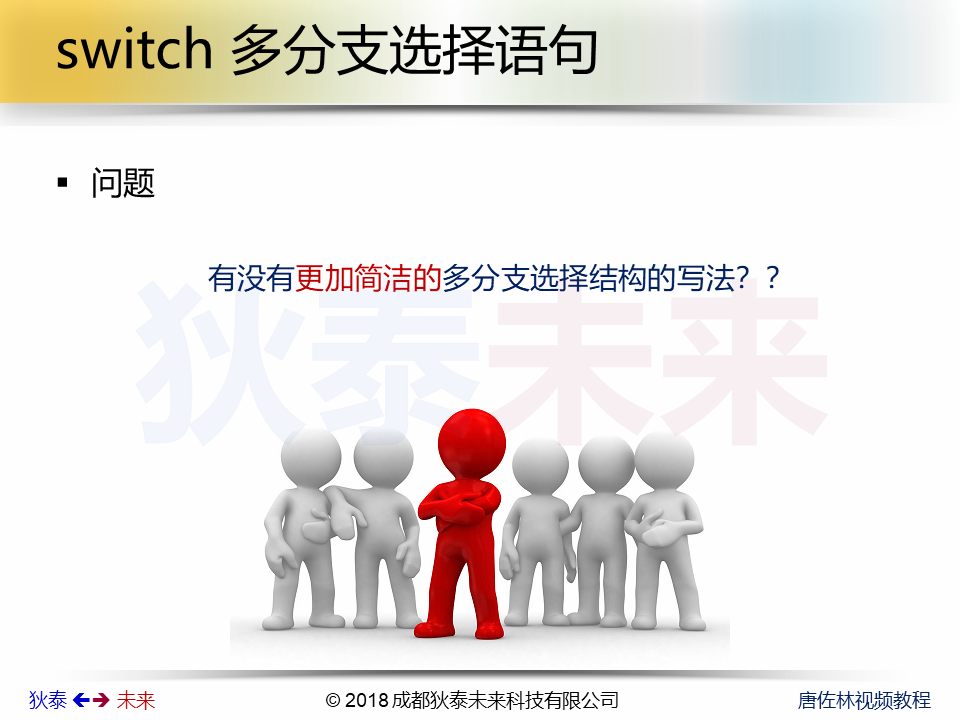 switch 多分支选择语句
▪ 问题
有没有更加简洁的多分支选择结构的写法？？
狄泰未来
狄泰 🡸🡺 未来
© 2018 成都狄泰未来科技有限公司
唐佐林视频教程